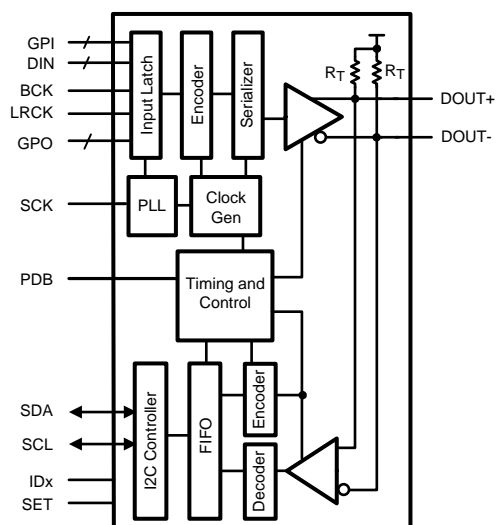 GPI
DIN
BCK
LRCK
GPO
SCK
PDB
SDA
SCL
IDx
SET
Input Latch
Encoder
Serializer
PLL
Clock
Gen
Timing and
Control
I2C Controller
FIFO
Encoder
Decoder
RT
RT
DOUT+
DOUT-